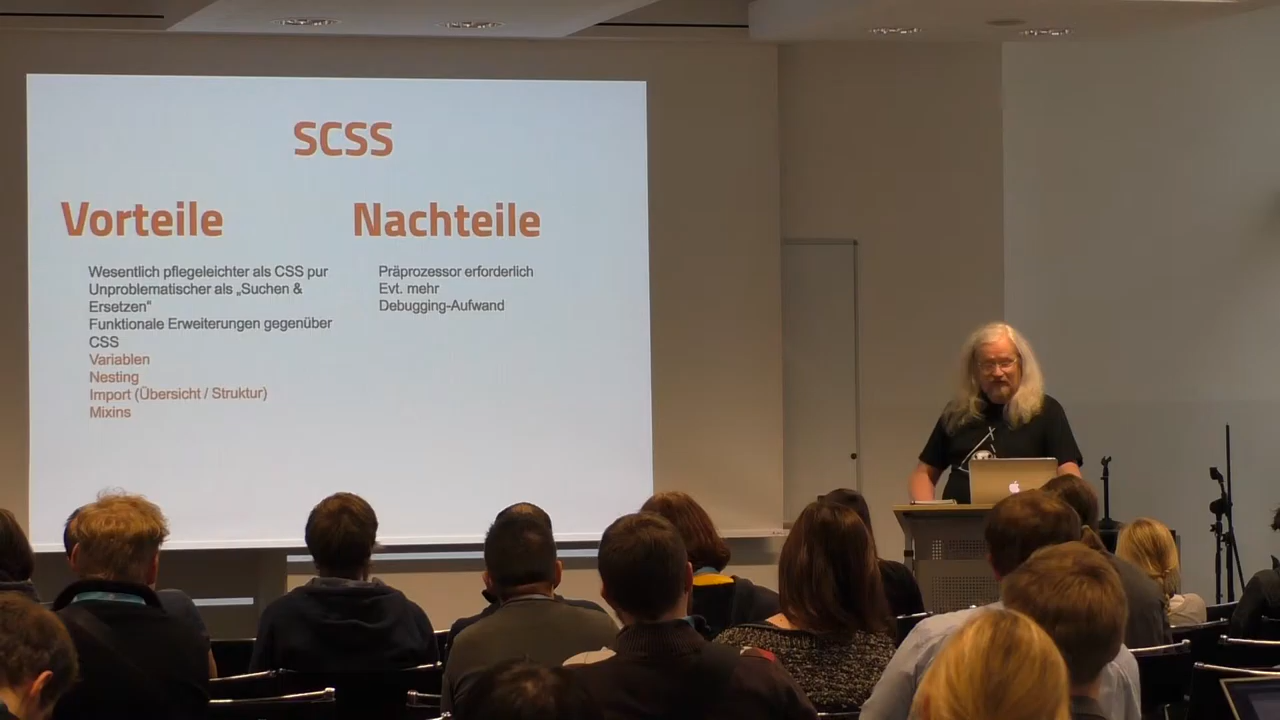 SCSS
Vorteile
Wesentlich pflegeleichter als CSS pur
Unproblematischer als „Suchen &
Ersetzen“
Funktionale Erweiterungen gegenüber
CSS
Variablen
Nesting
Import (Übersicht / Struktur)
Mixins
Nachteile
Präprozessor erforderlich
Evt. mehr
Debugging-Aufwand